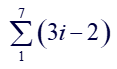 7
∑(3i – 2)
1